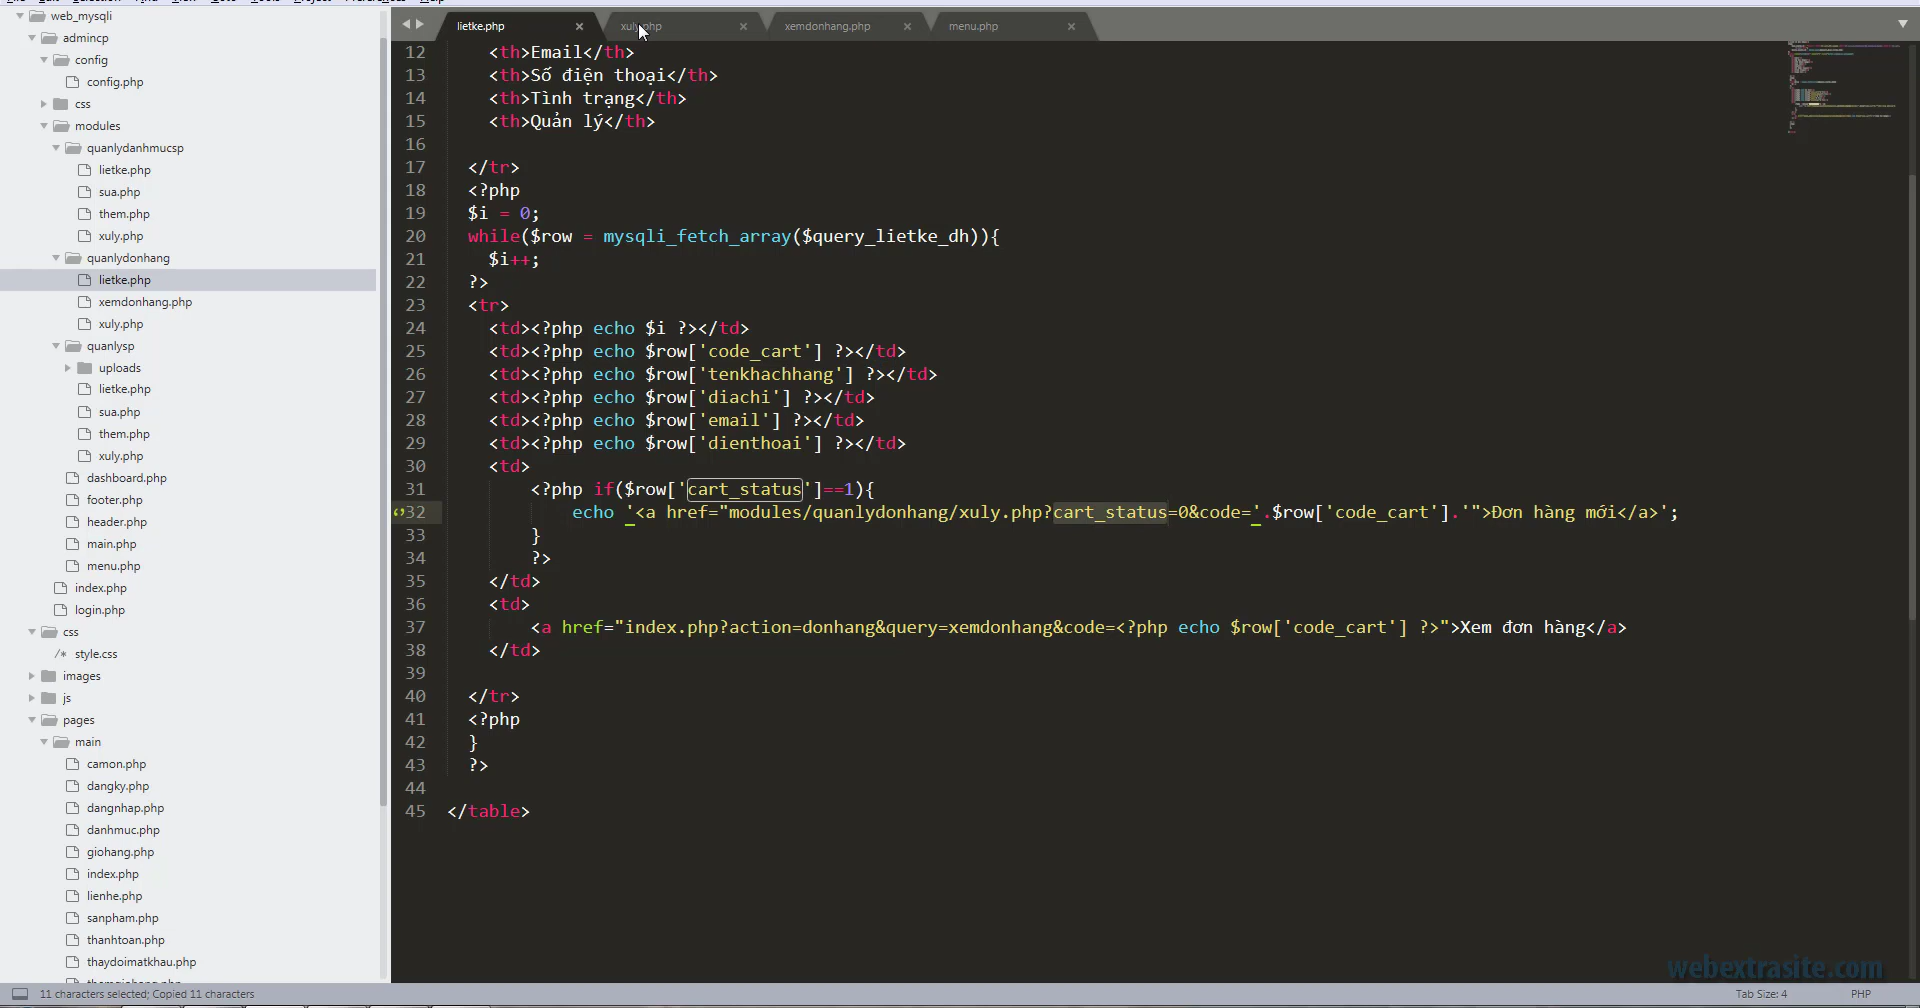 web_mysqli
admincp
config
config.php
css
modules
quanlydanhmucsp
lietke.php
sua.php
them.php
xuly.php
quanlydonhang
lietke.php
xemdonhang.php
xuly.php
quanlysp
uploads
lietke.php
sua.php
them.php
xuly.php
dashboard.php
footer.php
header.php
main.php
menu.php
index.php
login.php
css
/* style.css
images
js
pages
main
camon.php
dangky.php
dangnhap.php
danhmuc.php
giohang.php
index.php
lienhe.php
sanpham.php
thanhtoan.php
thaydoimatkhau.php
lietke.php × xuly.php × xemdonhang.php × menu.php ×
12 <th>Email</th>
13 <th>Số điện thoại</th>
14 <th>Tình trạng</th>
15 <th>Quản lý</th>
16
17 </tr>
18 <?php
19 $i = 0;
20 while($row = mysqli_fetch_array($query_lietke_dh)){
21 $i++;
22 ?>
23 <tr>
24 <td><?php echo $i ?></td>
25 <td><?php echo $row['code_cart'] ?></td>
26 <td><?php echo $row['tenkhachhang'] ?></td>
27 <td><?php echo $row['diachi'] ?></td>
28 <td><?php echo $row['email'] ?></td>
29 <td><?php echo $row['dienthoai'] ?></td>
30 <td>
31 <?php if($row['cart_status']==1){
32 echo '<a href="modules/quanlydonhang/xuly.php?cart_status=0&code='.$row['code_cart'].'">Đơn hàng mới</a>';
33 }
34 ?>
35 </td>
36 <td>
37 <a href="index.php?action=donhang&query=xemdonhang&code=<?php echo $row['code_cart'] ?>">Xem đơn hàng</a>
38 </td>
39
40 </tr>
41 <?php
42 }
43 ?>
44
45 </table>
webextrasite.com
11 characters selected; Copied 11 characters
Tab Size: 4 PHP